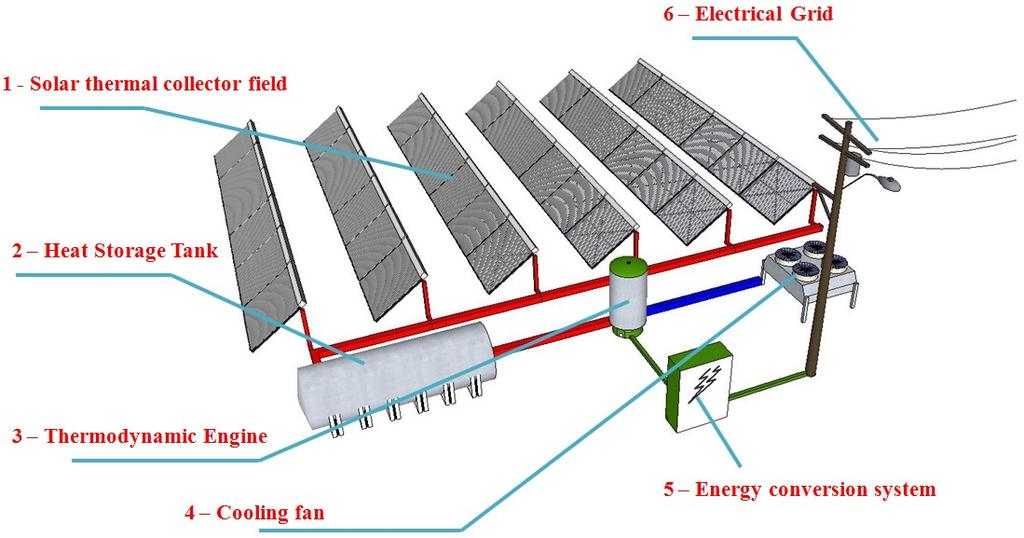 6 – Electrical Grid
1 - Solar thermal collector field
2 – Heat Storage Tank
3 – Thermodynamic Engine
5 – Energy conversion system
4 – Cooling fan